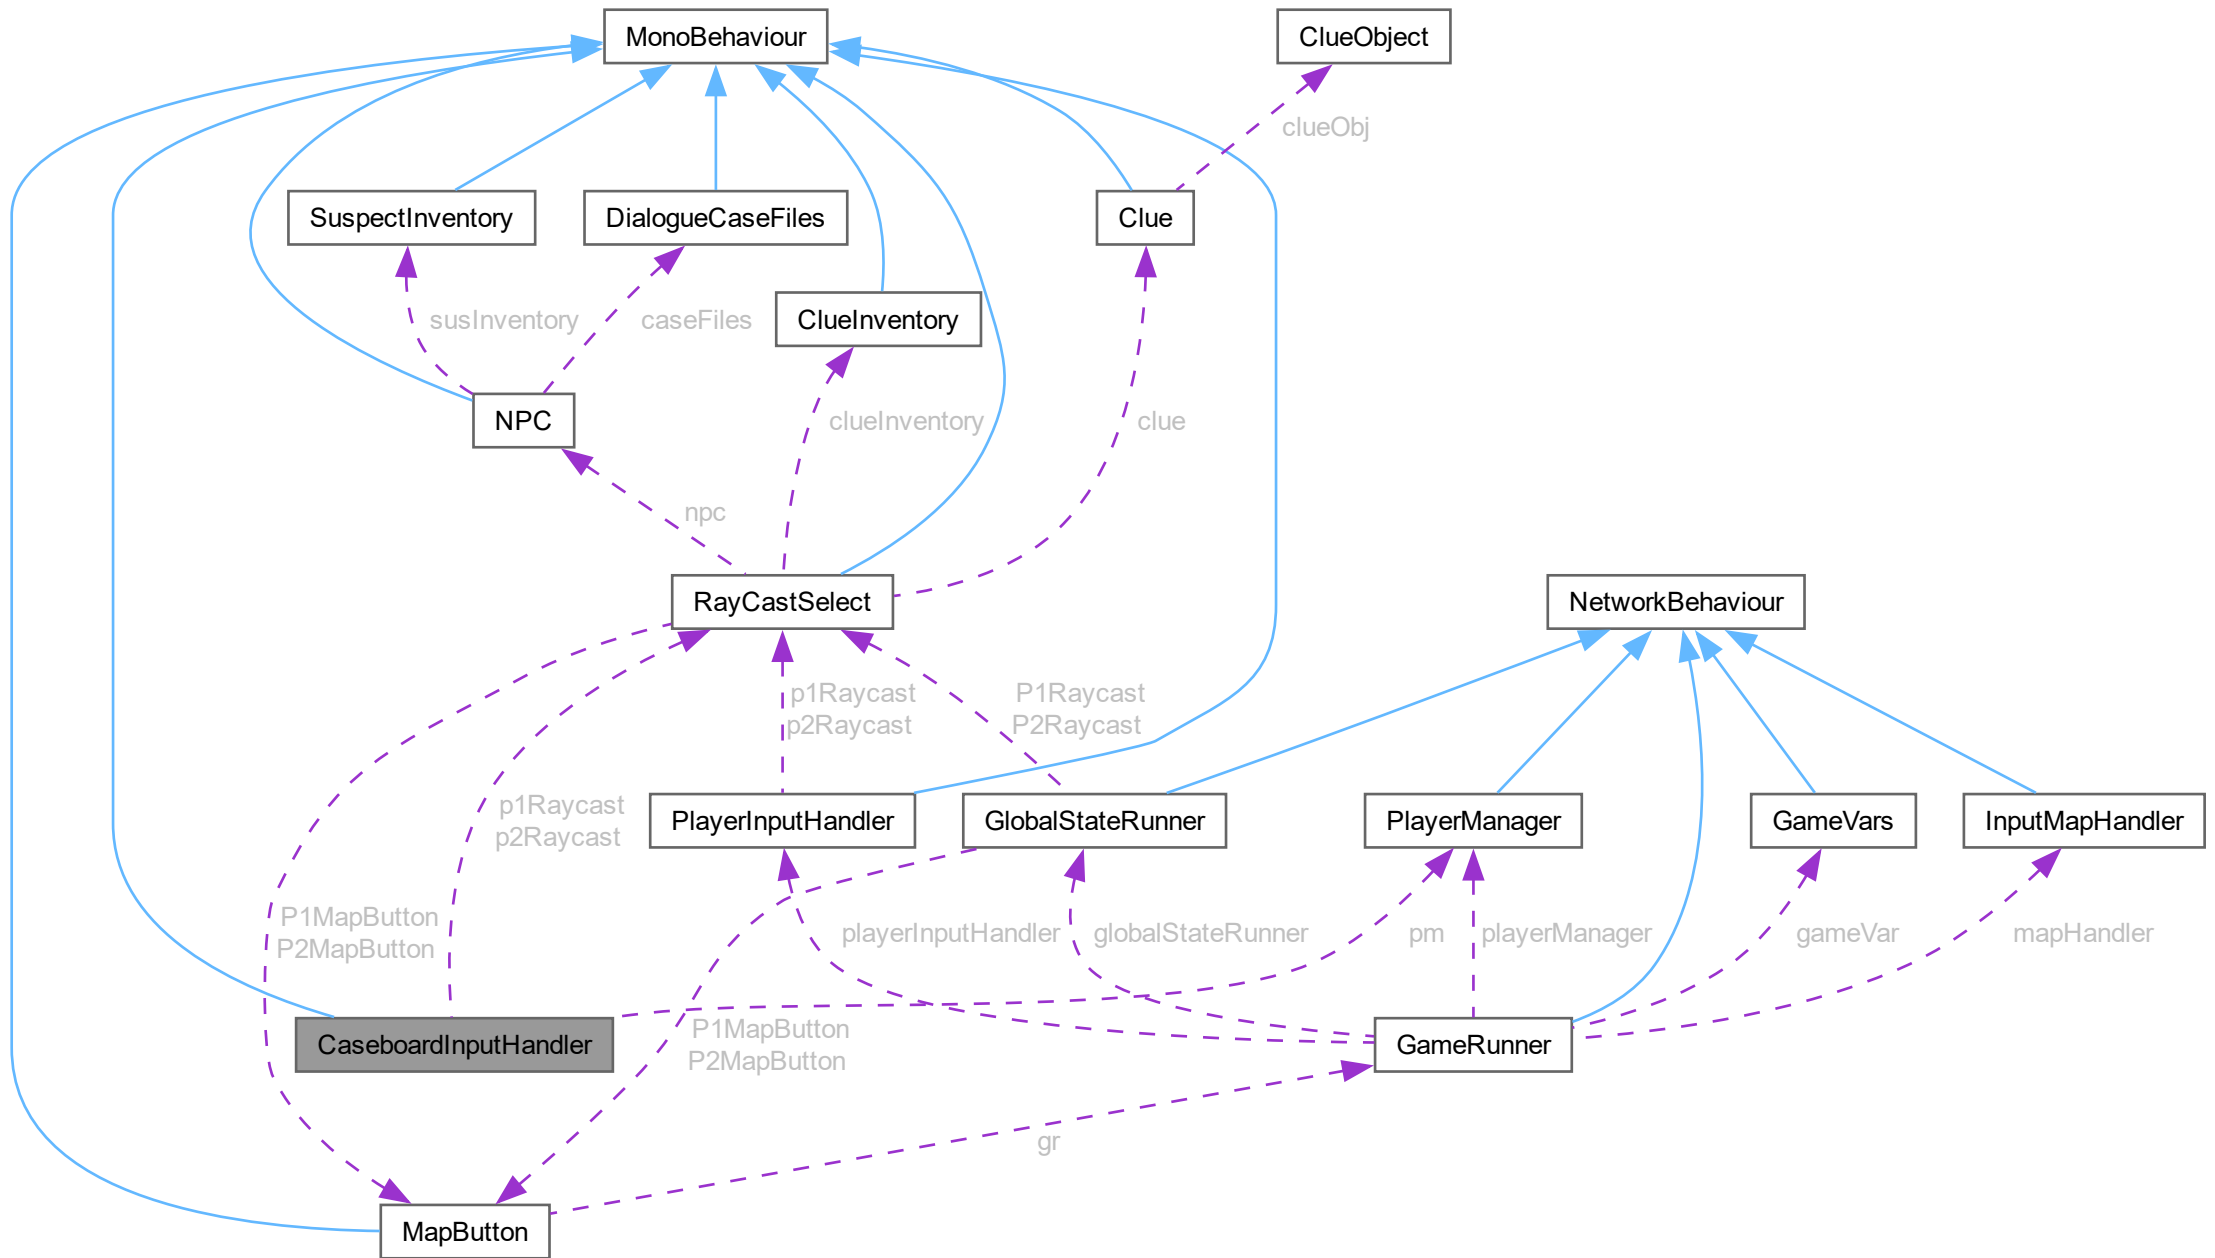 MonoBehaviour
ClueObject
clueObj
SuspectInventory
DialogueCaseFiles
Clue
susInventory
caseFiles
ClueInventory
NPC
clueInventory
clue
npc
RayCastSelect
NetworkBehaviour
p1Raycast
p2Raycast
P1Raycast
P2Raycast
p1Raycast
p2Raycast
PlayerInputHandler
GlobalStateRunner
PlayerManager
GameVars
InputMapHandler
P1MapButton
P2MapButton
playerInputHandler
globalStateRunner
pm
playerManager
gameVar
mapHandler
CaseboardInputHandler
P1MapButton
P2MapButton
GameRunner
gr
MapButton